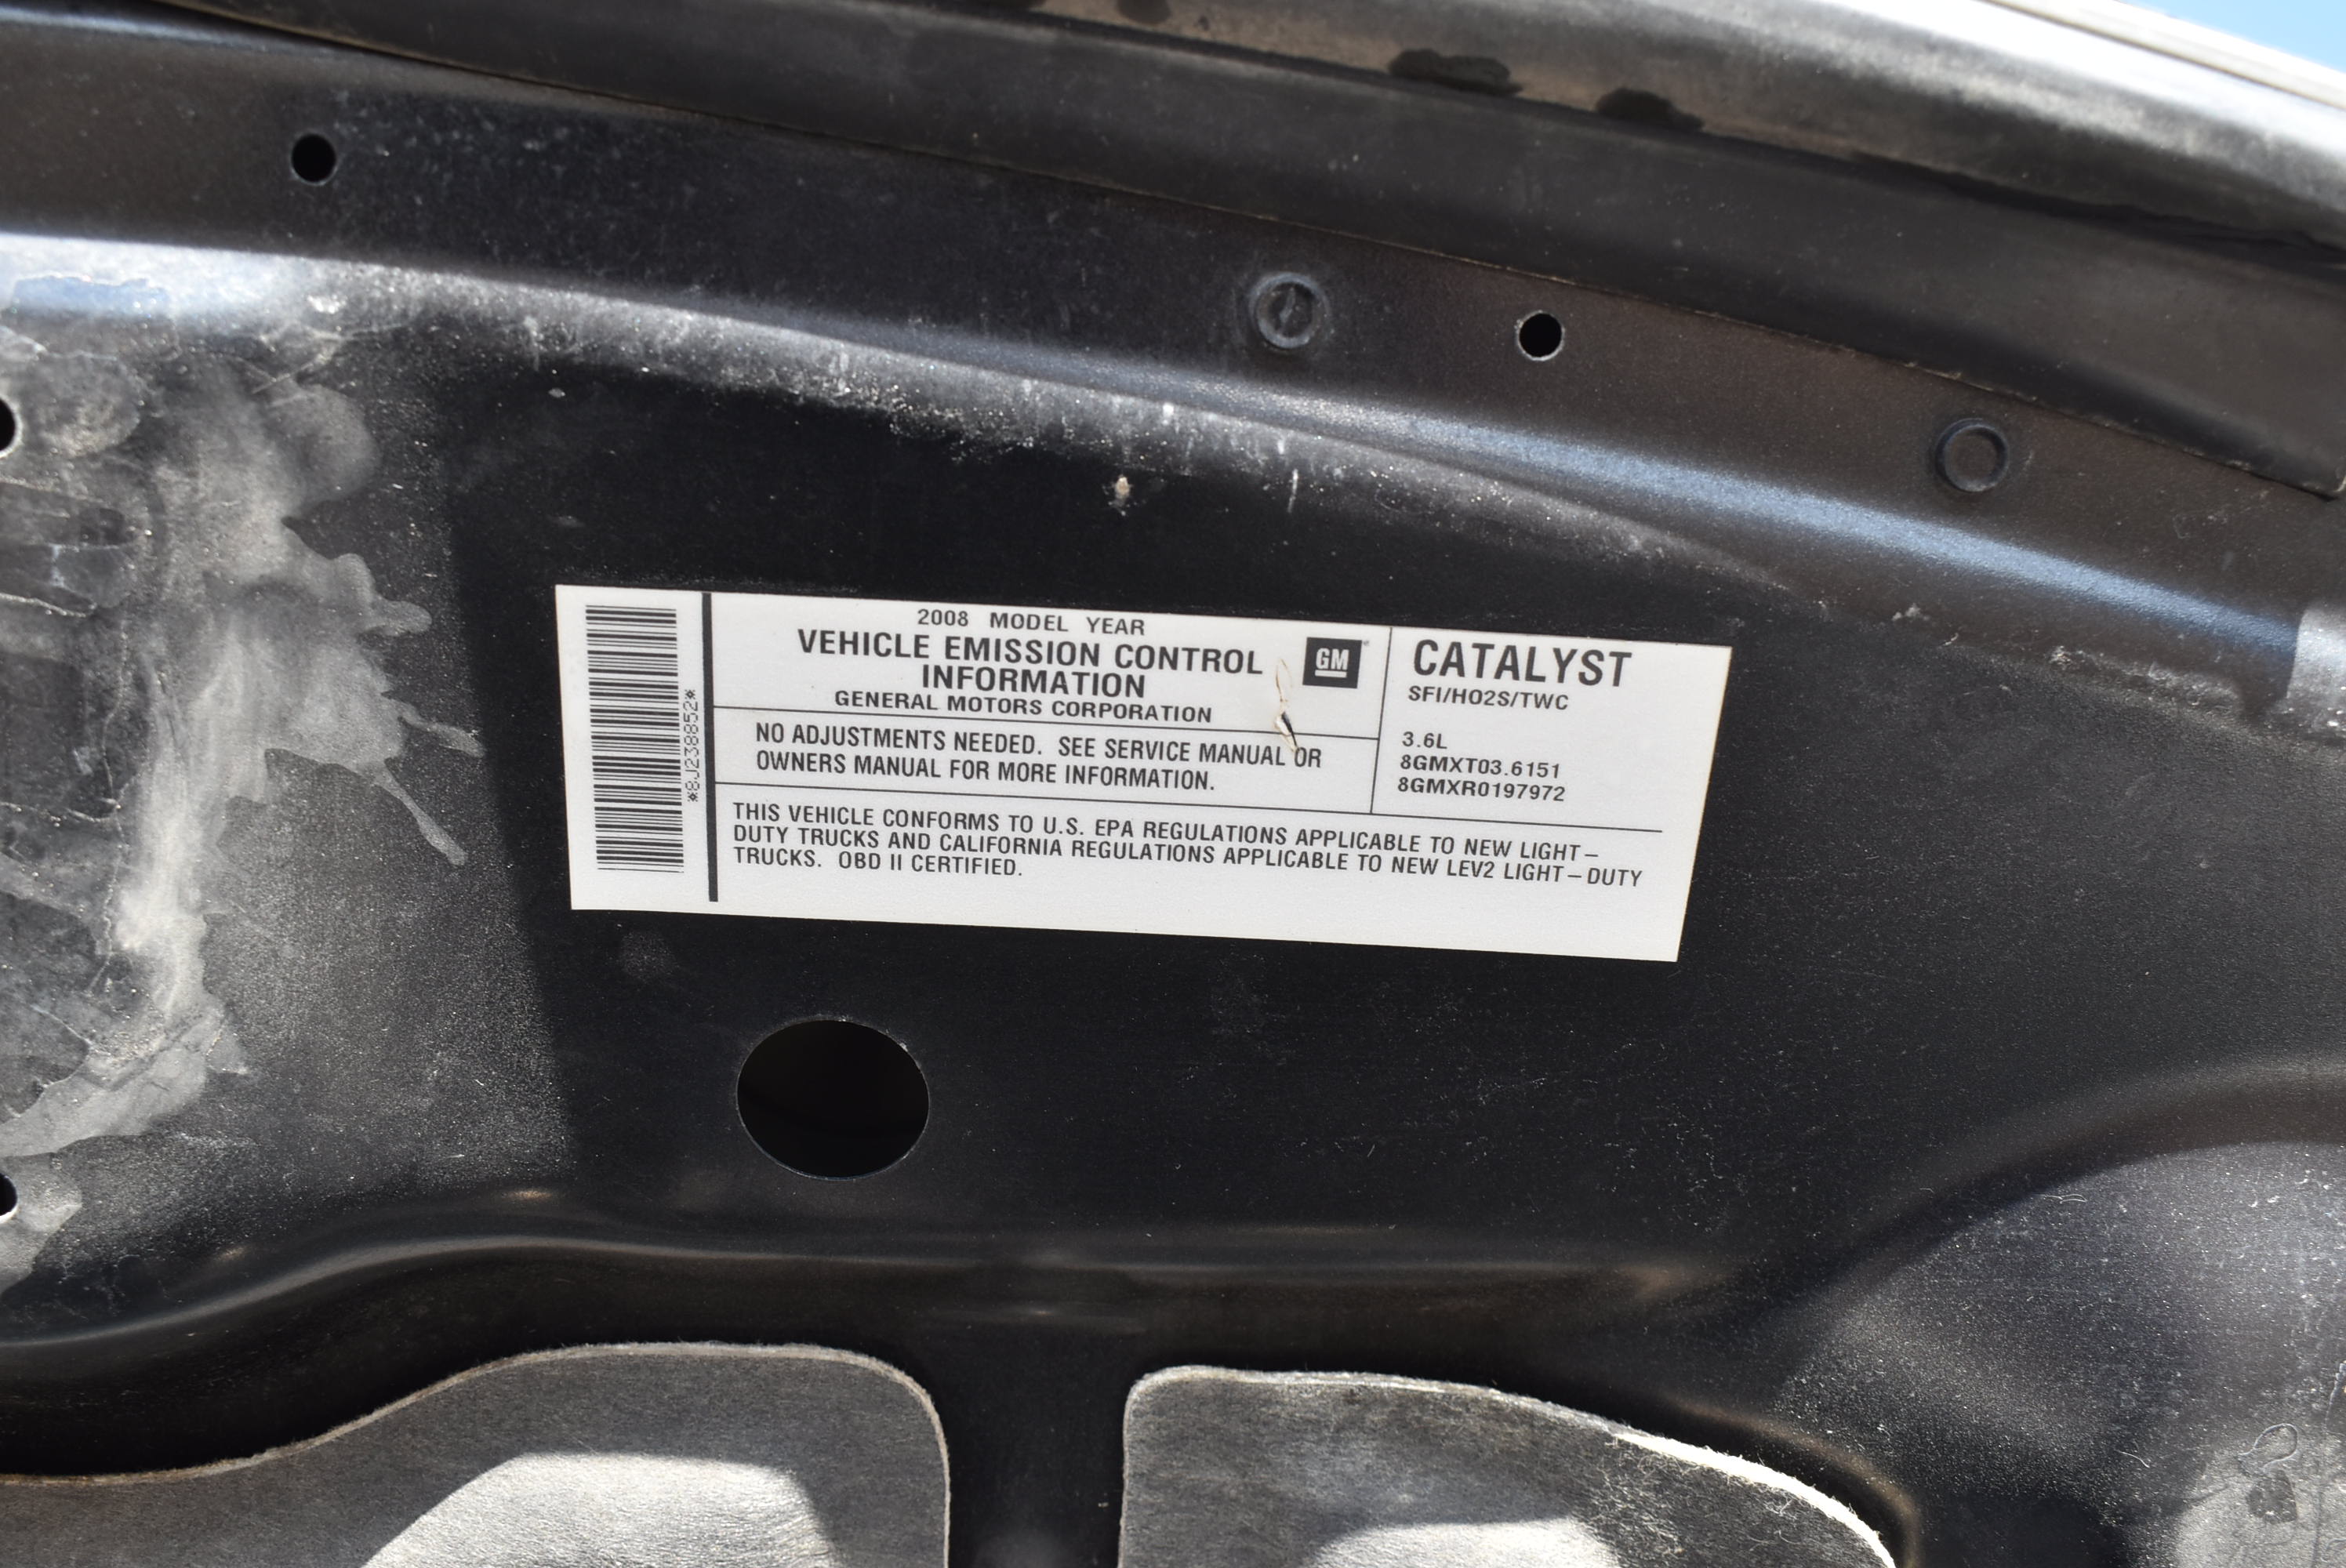 *8J238852*
2008 MODEL YEAR
VEHICLE EMISSION CONTROL
INFORMATION
GENERAL MOTORS CORPORATION
GM
NO ADJUSTMENTS NEEDED. SEE SERVICE MANUAL OR
OWNERS MANUAL FOR MORE INFORMATION.
CATALYST
SFI/HO2S/TWC
3.6L
8GMXT03.6151
8GMXR0197972
THIS VEHICLE CONFORMS TO U.S. EPA REGULATIONS APPLICABLE TO NEW LIGHT—
DUTY TRUCKS AND CALIFORNIA REGULATIONS APPLICABLE TO NEW LEV2 LIGHT—DUTY
TRUCKS. OBD II CERTIFIED.